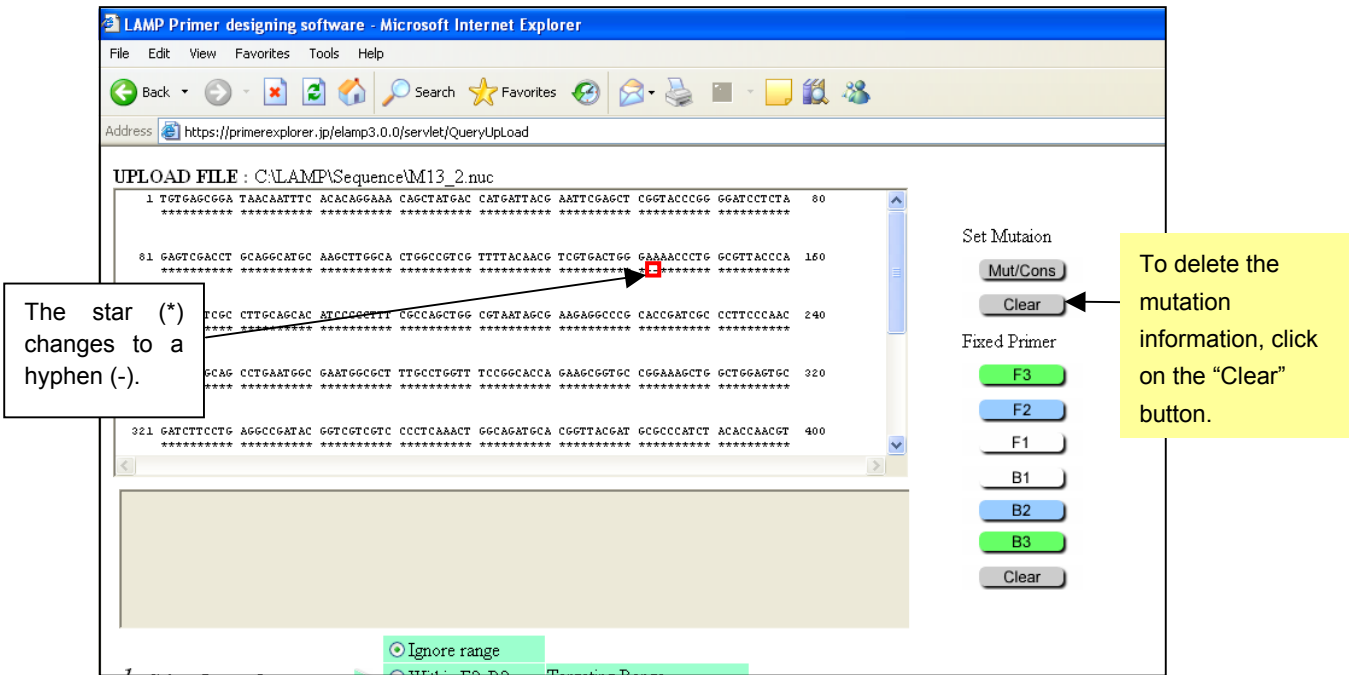 LAMP Primer designing software - Microsoft Internet Explorer
File Edit View Favorites Tools Help
Back Search Favorites
Address https://primerexplorer.jp/elamp3.0.0/servlet/QueryUpLoad
UPLOAD FILE : C:\LAMP\Sequence\M13_2.nuc
1 TGTGAGCGGA TAACAATTTC ACACAGGAAA CAGCTATGAC CATGATTACG AATTCGAGCT CGGTACCCGG GGATCCTCTA 80
********** ********** ********** ********** ********** ********** ********** **********
81 GAGTCGACCT GCAGGCATGC AAGCTTGGCA CTGGCCGTCG TTTTACAACG TCGTGACTGG GAAAACCCTG GCGTTACCCA 160
********** ********** ********** ********** ********** ********** *-******** **********
TCGC CTTGCAGCAC ATCCCCCTTT CGCCAGCTGG CGTAATAGCG AAGAGGCCCG CACCGATCGC CCTTCCCAAC 240
**** ********** ********** ********** ********** ********** ********** **********
GCAG CCTGAATGGC GAATGGCGCT TTGCCTGGTT TCCGGCACCA GAAGCGGTGC CGGAAAGCTG GCTGGAGTGC 320
**** ********** ********** ********** ********** ********** ********** **********
321 GATCTTCCTG AGGCCGATAC GGTCGTCGTC CCCTCAAACT GGCAGATGCA CGGTTACGAT GCGCCCATCT ACACCAACGT 400
********** ********** ********** ********** ********** ********** ********** **********
The star (*)
changes to a
hyphen (-).
Set Mutaion
Mut/Cons
Clear
Fixed Primer
F3
F2
F1
B1
B2
B3
Clear
To delete the
mutation
information, click
on the “Clear”
button.
Ignore range